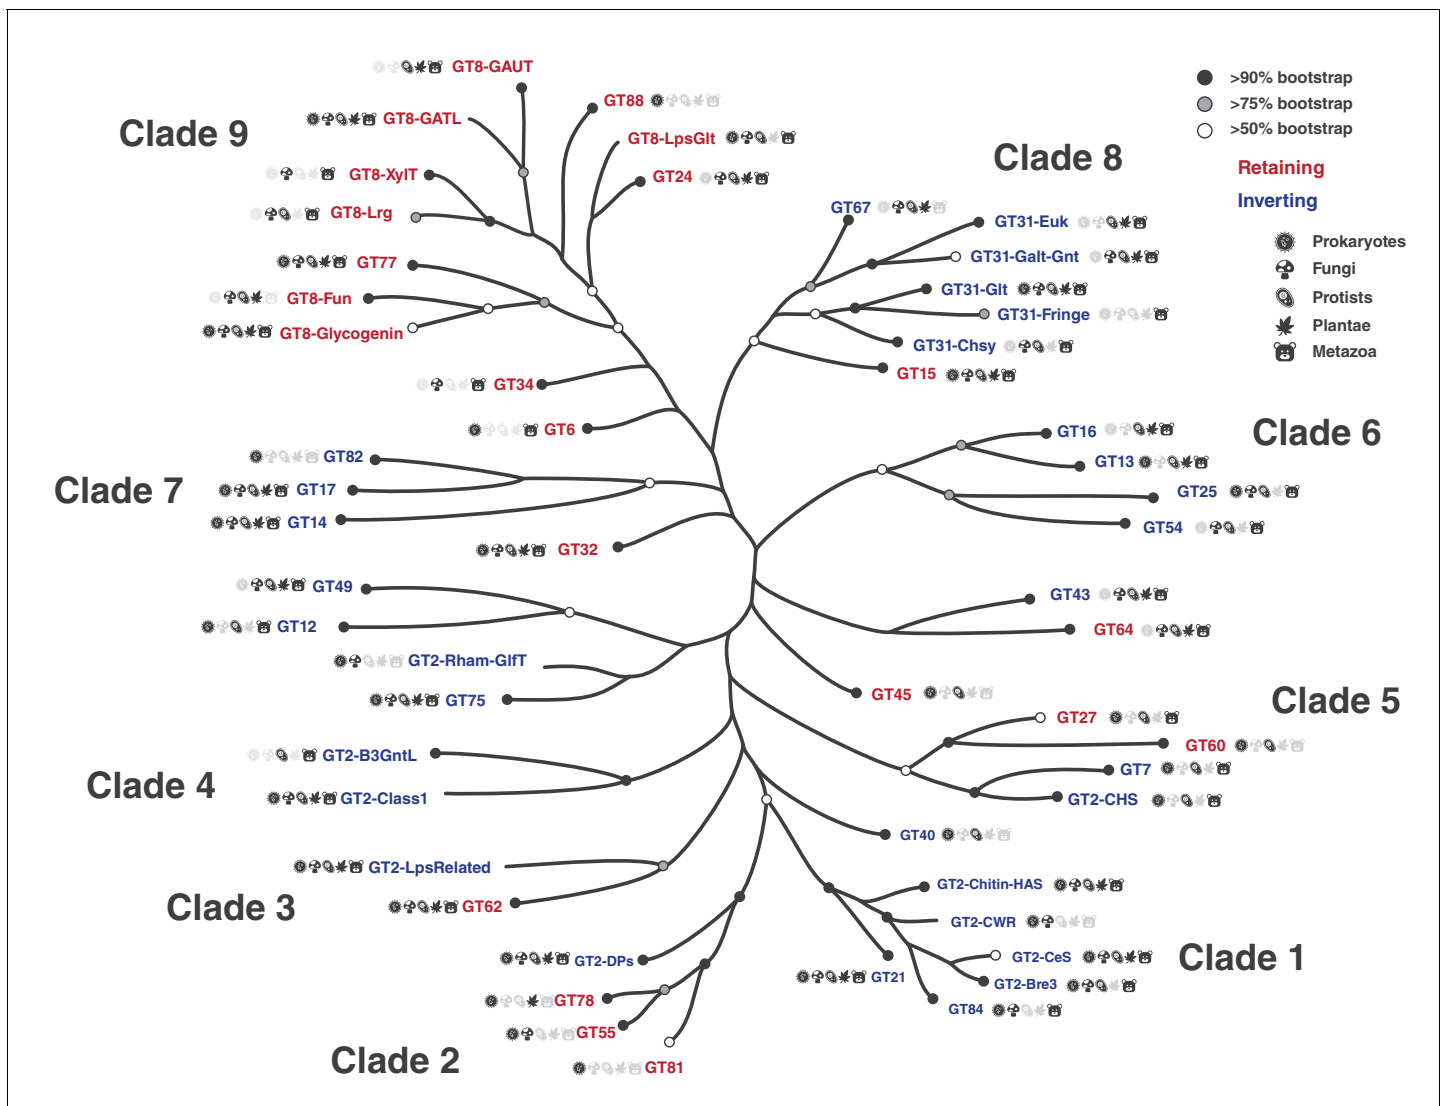 GT8-GAUT
GT88
>90% bootstrap
>75% bootstrap
>50% bootstrap
Clade 9
GT8-GATL
GT8-LpsGlt
Clade 8
Retaining
GT8-XylT
GT24
Inverting
GT8-Lrg
GT67
GT31-Euk
Prokaryotes
GT77
GT31-Galt-Gnt
Fungi
GT8-Fun
GT31-Glt
Protists
GT8-Glycogenin
GT31-Fringe
Plantae
GT31-Chsy
Metazoa
GT34
GT15
GT6
GT16
Clade 6
GT82
GT13
Clade 7
GT17
GT25
GT14
GT54
GT32
GT49
GT43
GT12
GT64
GT2-Rham-GlfT
GT75
GT45
Clade 5
GT27
GT60
GT2-B3GntL
GT7
Clade 4
GT2-Class1
GT2-CHS
GT40
GT2-LpsRelated
GT2-Chitin-HAS
Clade 3
GT62
GT2-CWR
GT2-DPs
GT2-CeS
Clade 1
GT21
GT2-Bre3
GT78
GT84
GT55
Clade 2
GT81